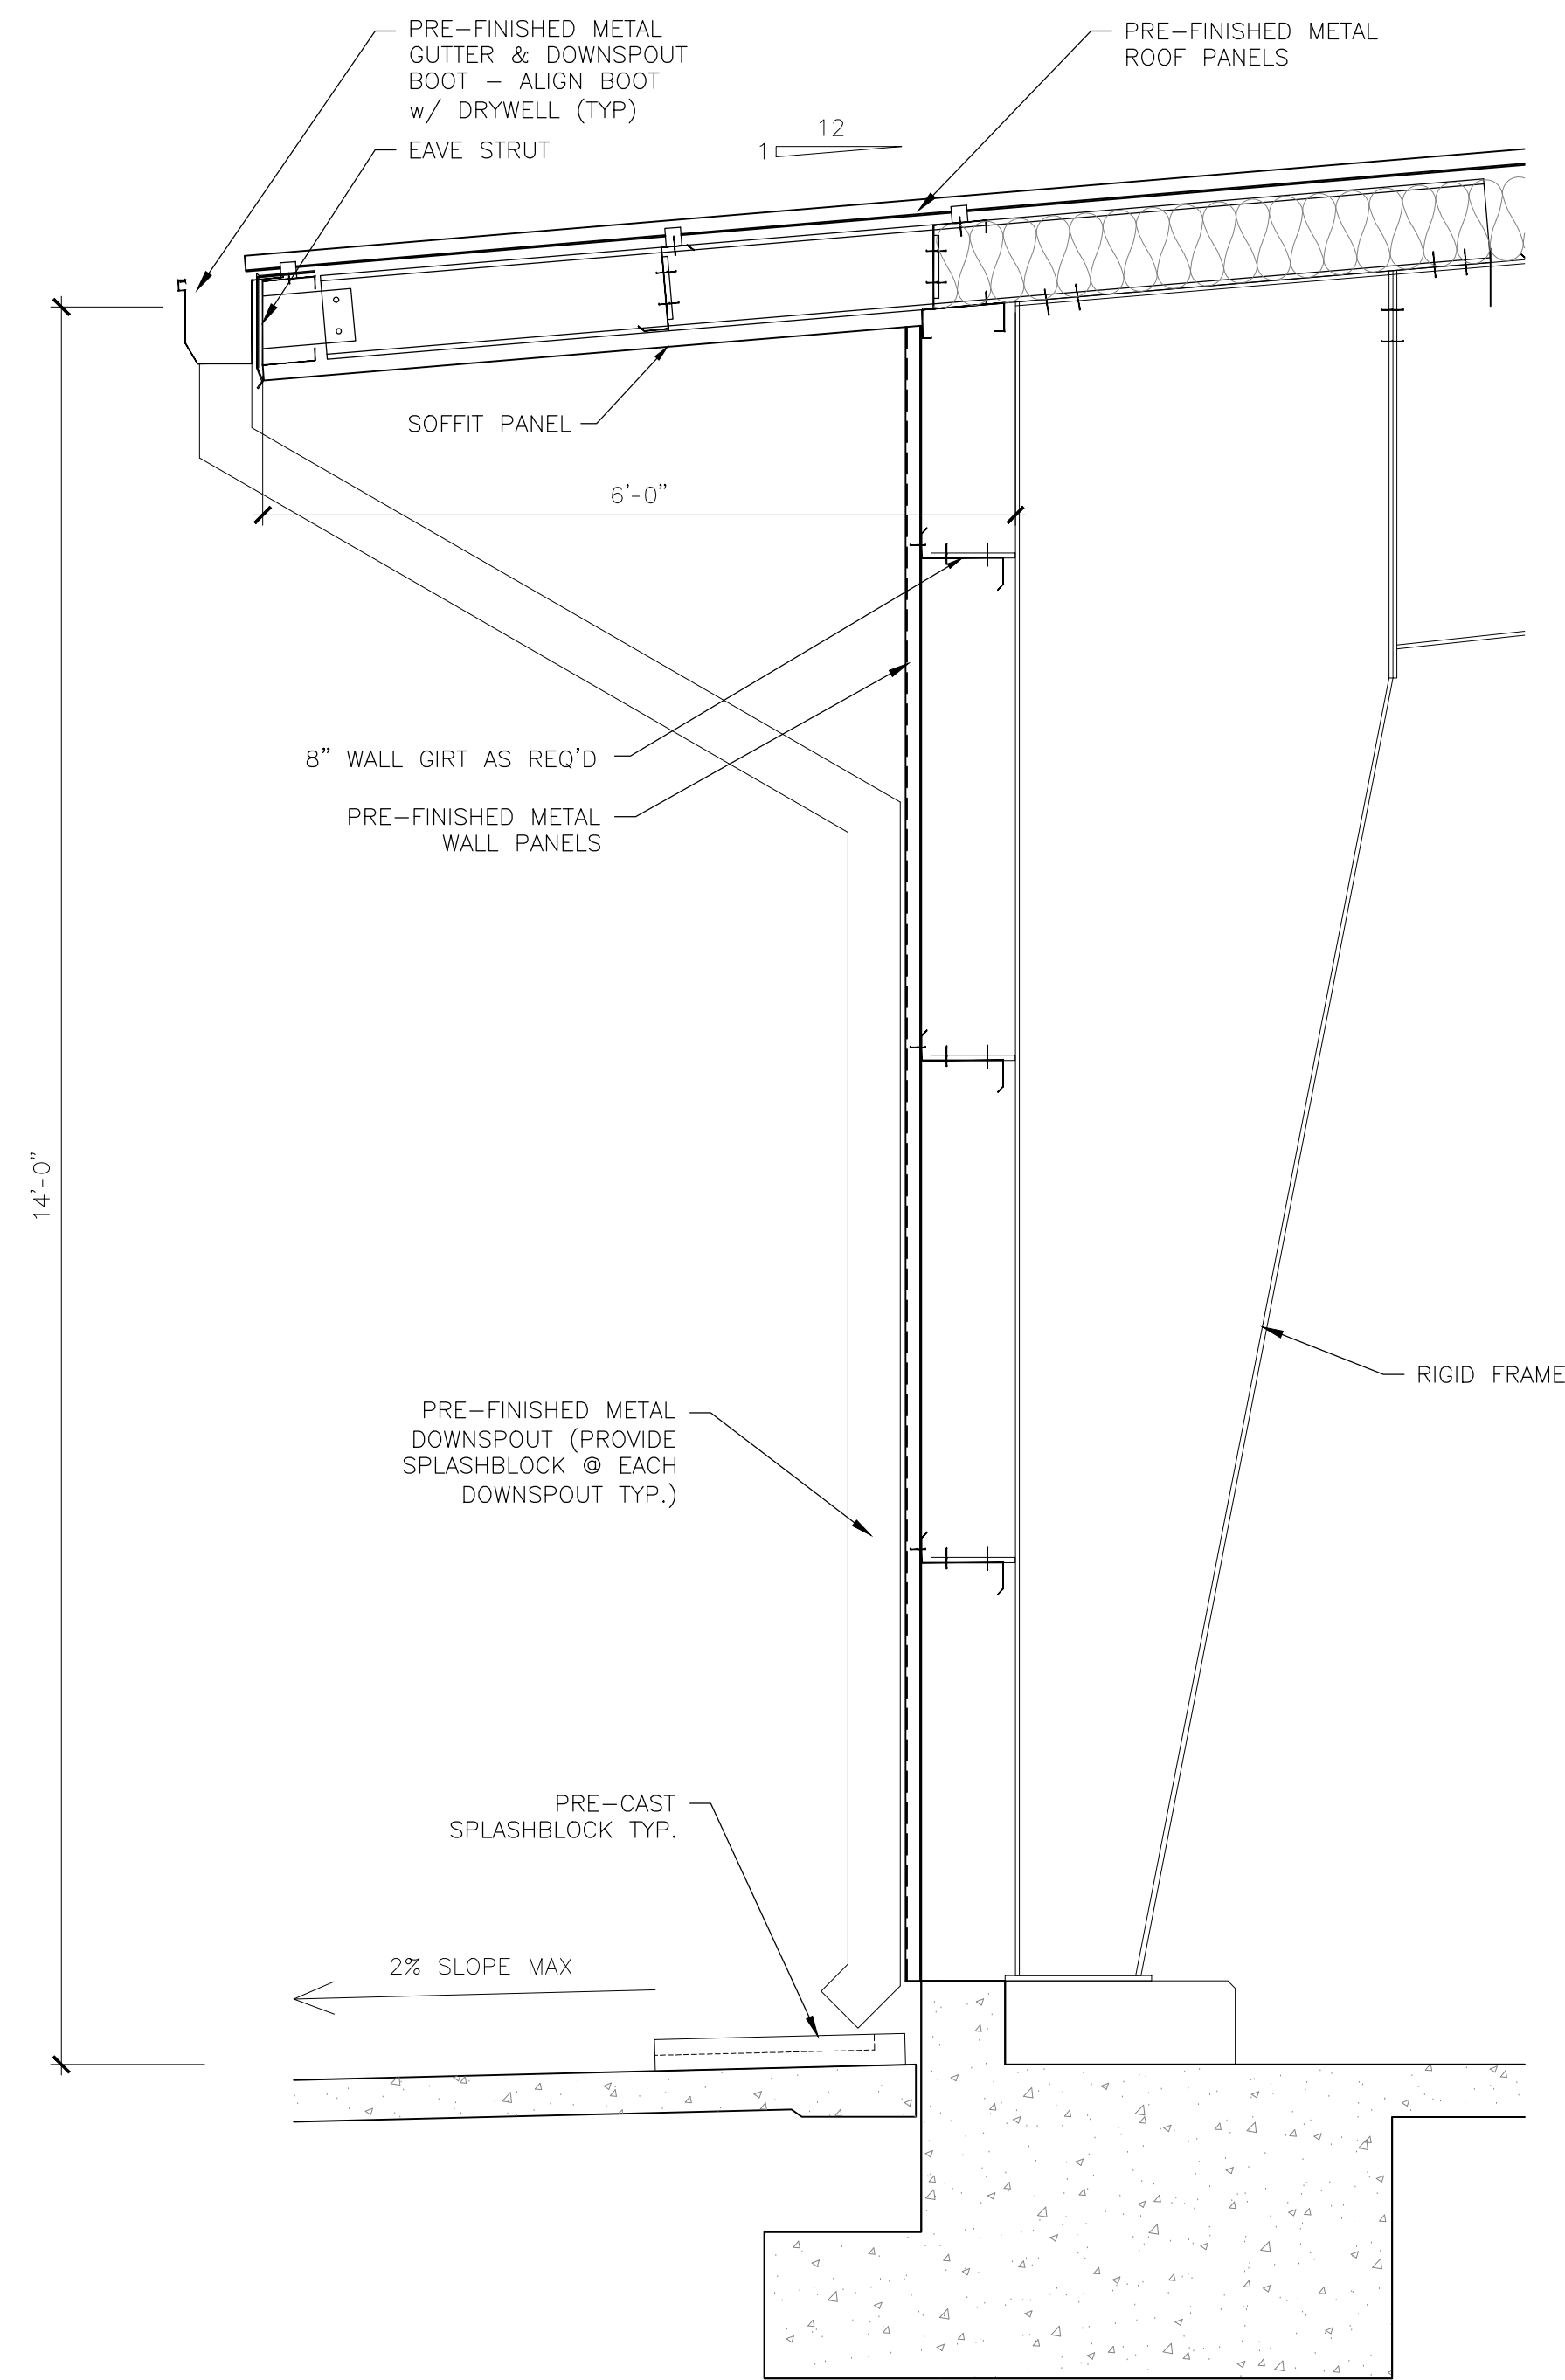 PRE-FINISHED METAL
GUTTER & DOWNSPOUT
BOOT - ALIGN BOOT
w/ DRYWELL (TYP)
EAVE STRUT
PRE-FINISHED METAL
ROOF PANELS
12
1
SOFFIT PANEL
6'-0"
8" WALL GIRT AS REQ'D
PRE-FINISHED METAL
WALL PANELS
14'-0"
RIGID FRAME
PRE-FINISHED METAL
DOWNSPOUT (PROVIDE
SPLASHBLOCK @ EACH
DOWNSPOUT TYP.)
PRE-CAST
SPLASHBLOCK TYP.
2% SLOPE MAX